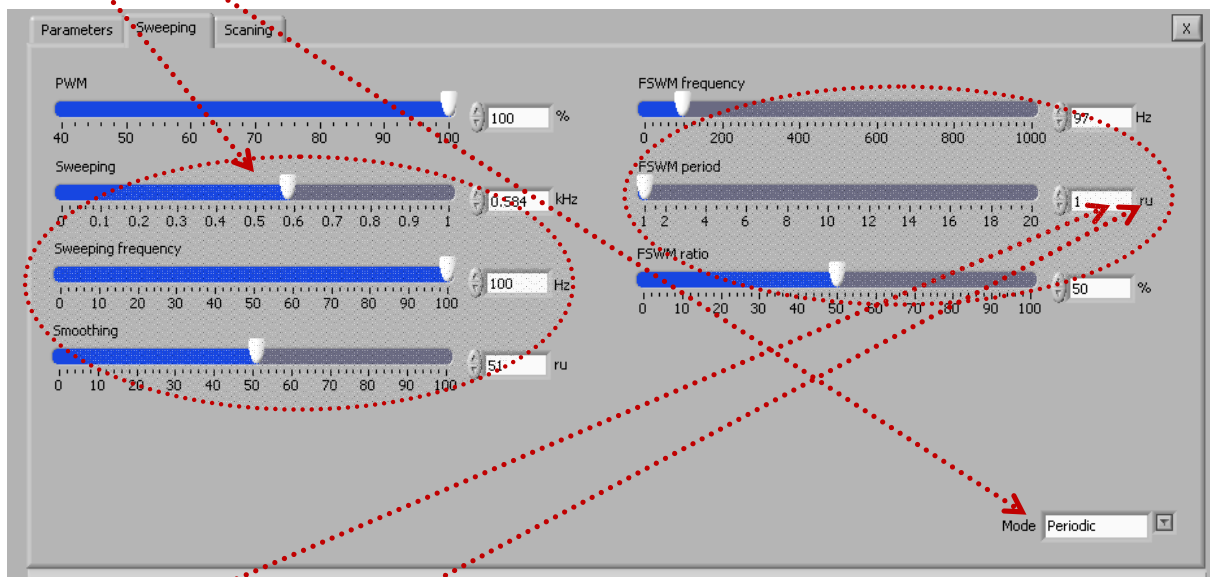 Parameters Sweeping Scaning X
PWM
100 %
40 50 60 70 80 90 100
Sweeping
0.584 kHz
0 0.1 0.2 0.3 0.4 0.5 0.6 0.7 0.8 0.9 1
Sweeping frequency
100 Hz
0 10 20 30 40 50 60 70 80 90 100
Smoothing
51 ru
0 10 20 30 40 50 60 70 80 90 100
FSWM frequency
97 Hz
0 200 400 600 800 1000
FSWM period
1 ru
1 2 4 6 8 10 12 14 16 18 20
FSWM ratio
50 %
0 10 20 30 40 50 60 70 80 90 100
Mode Periodic